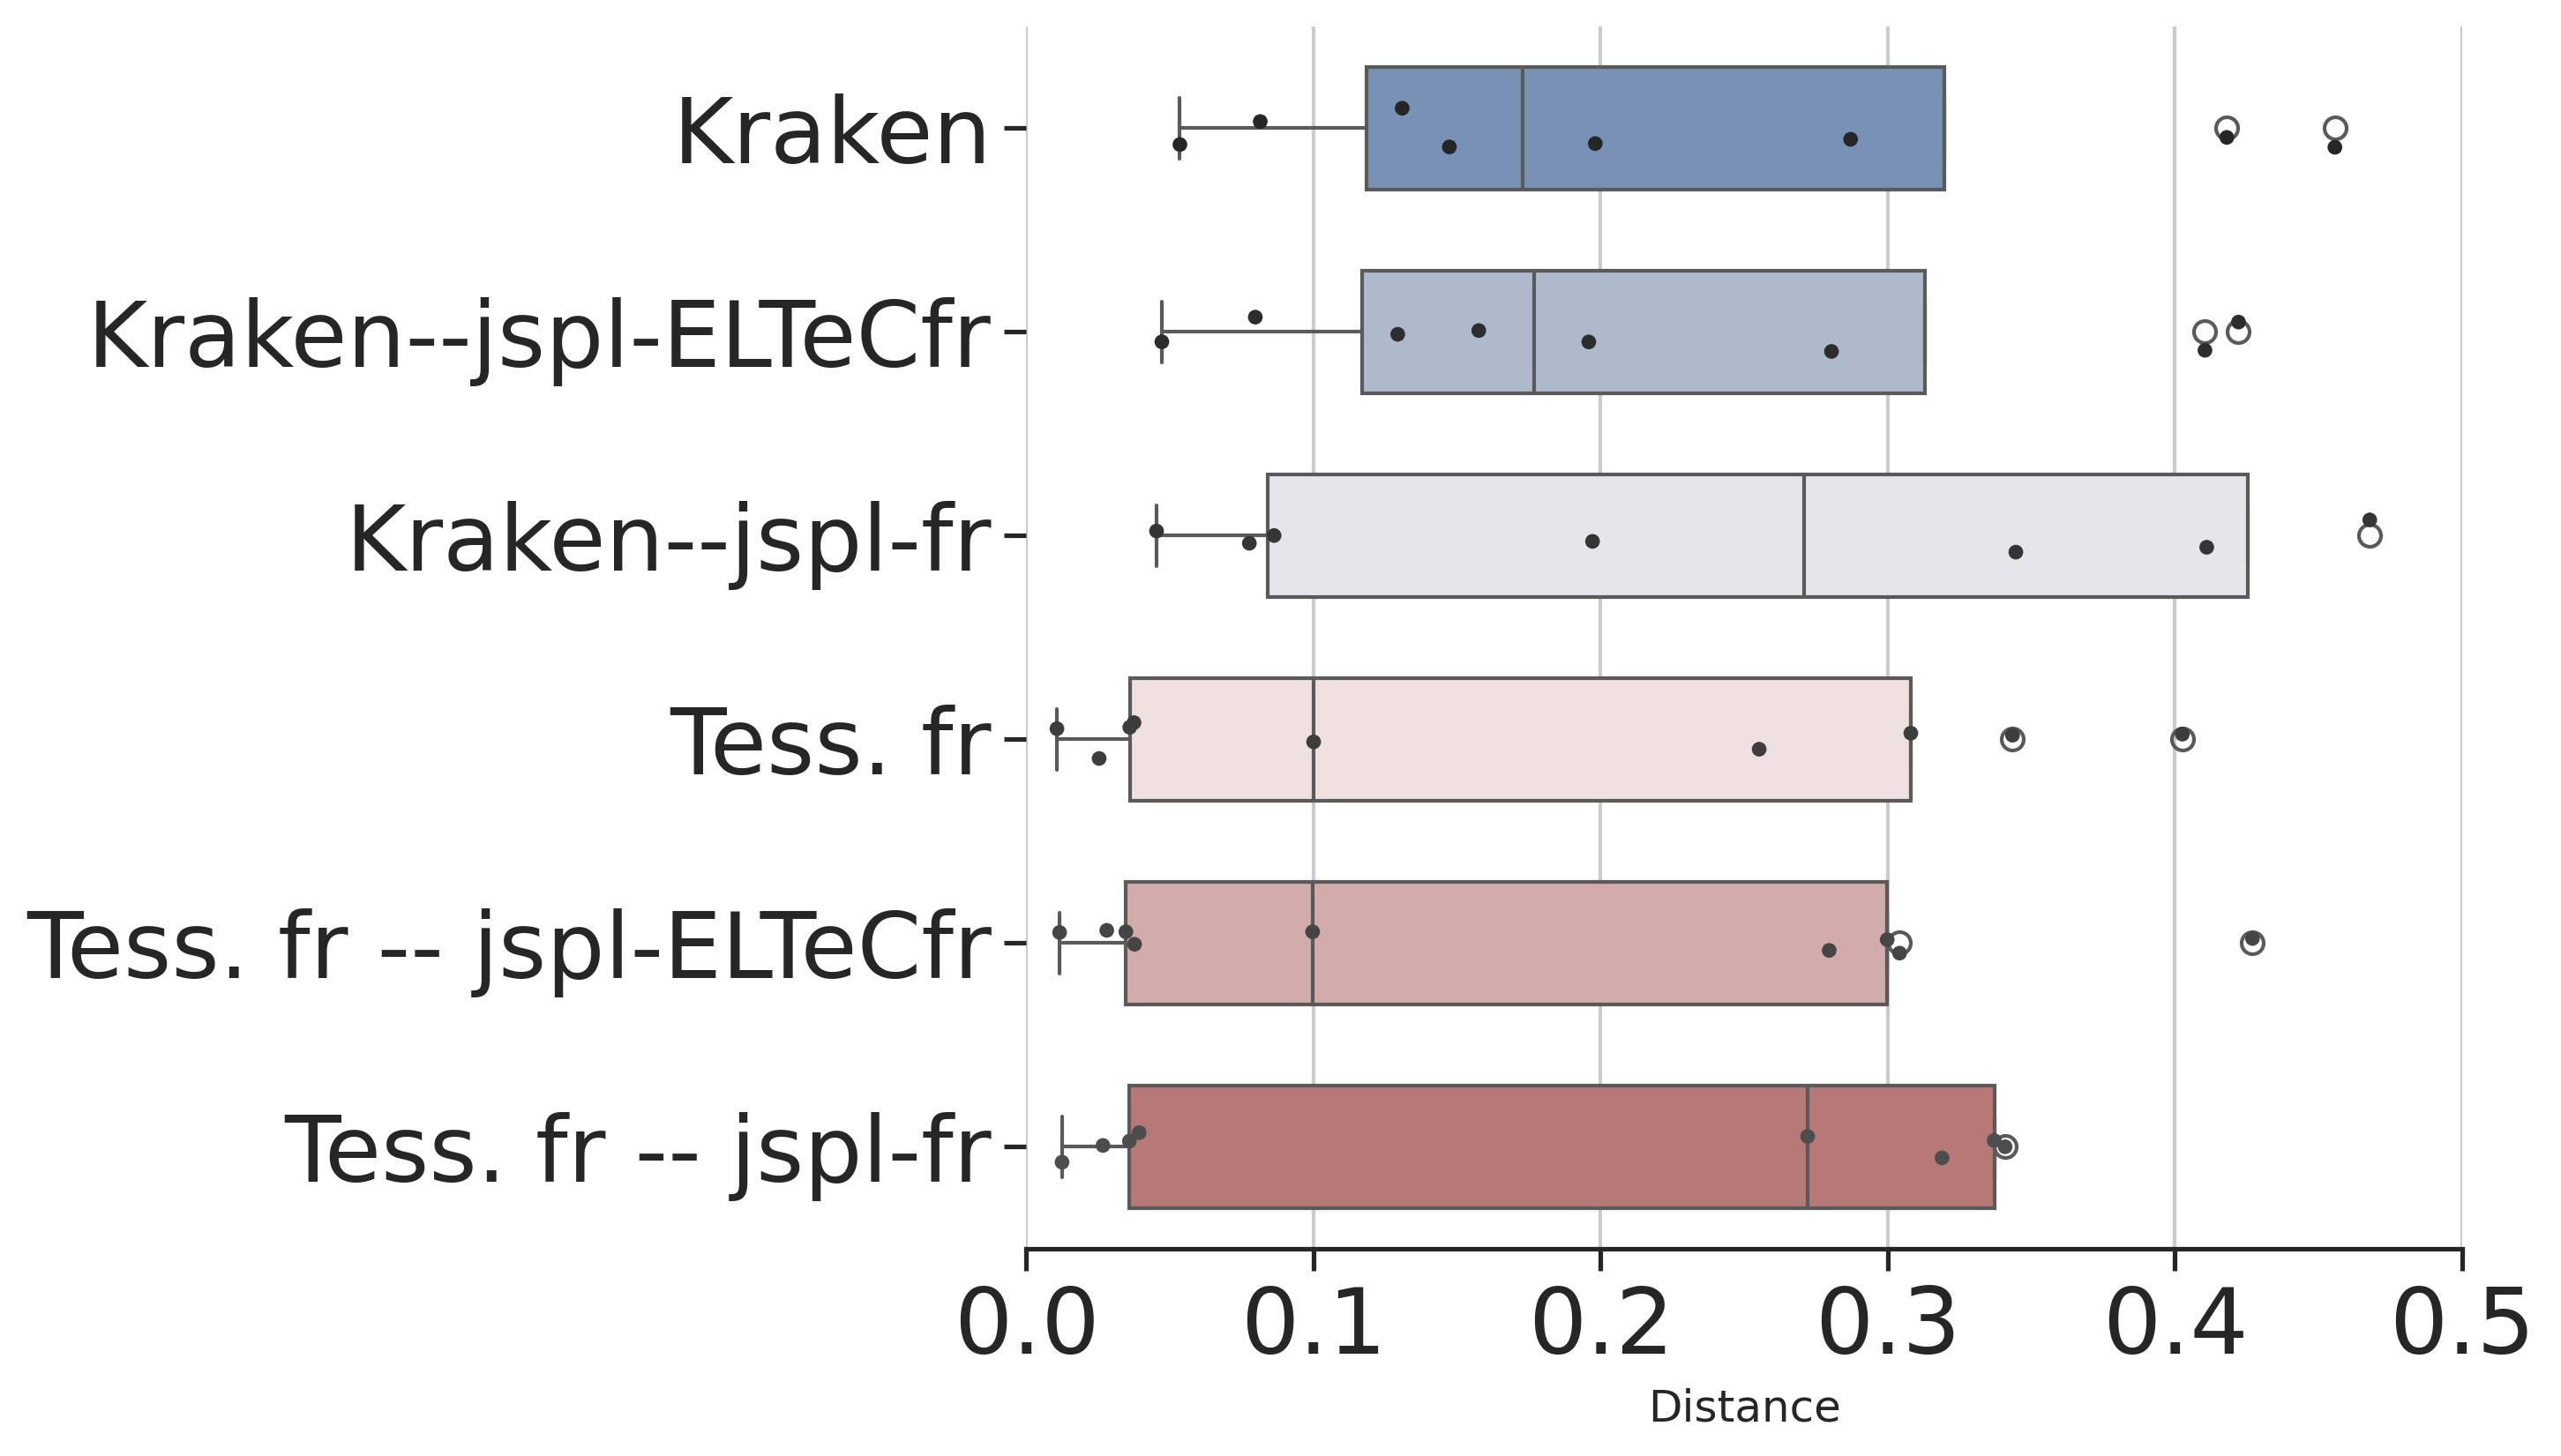 Kraken
Kraken--jspl-ELTeCfr
Kraken--jspl-fr
Tess. fr
Tess. fr -- jspl-ELTeCfr
Tess. fr -- jspl-fr
0.0 0.1 0.2 0.3 0.4 0.5
Distance